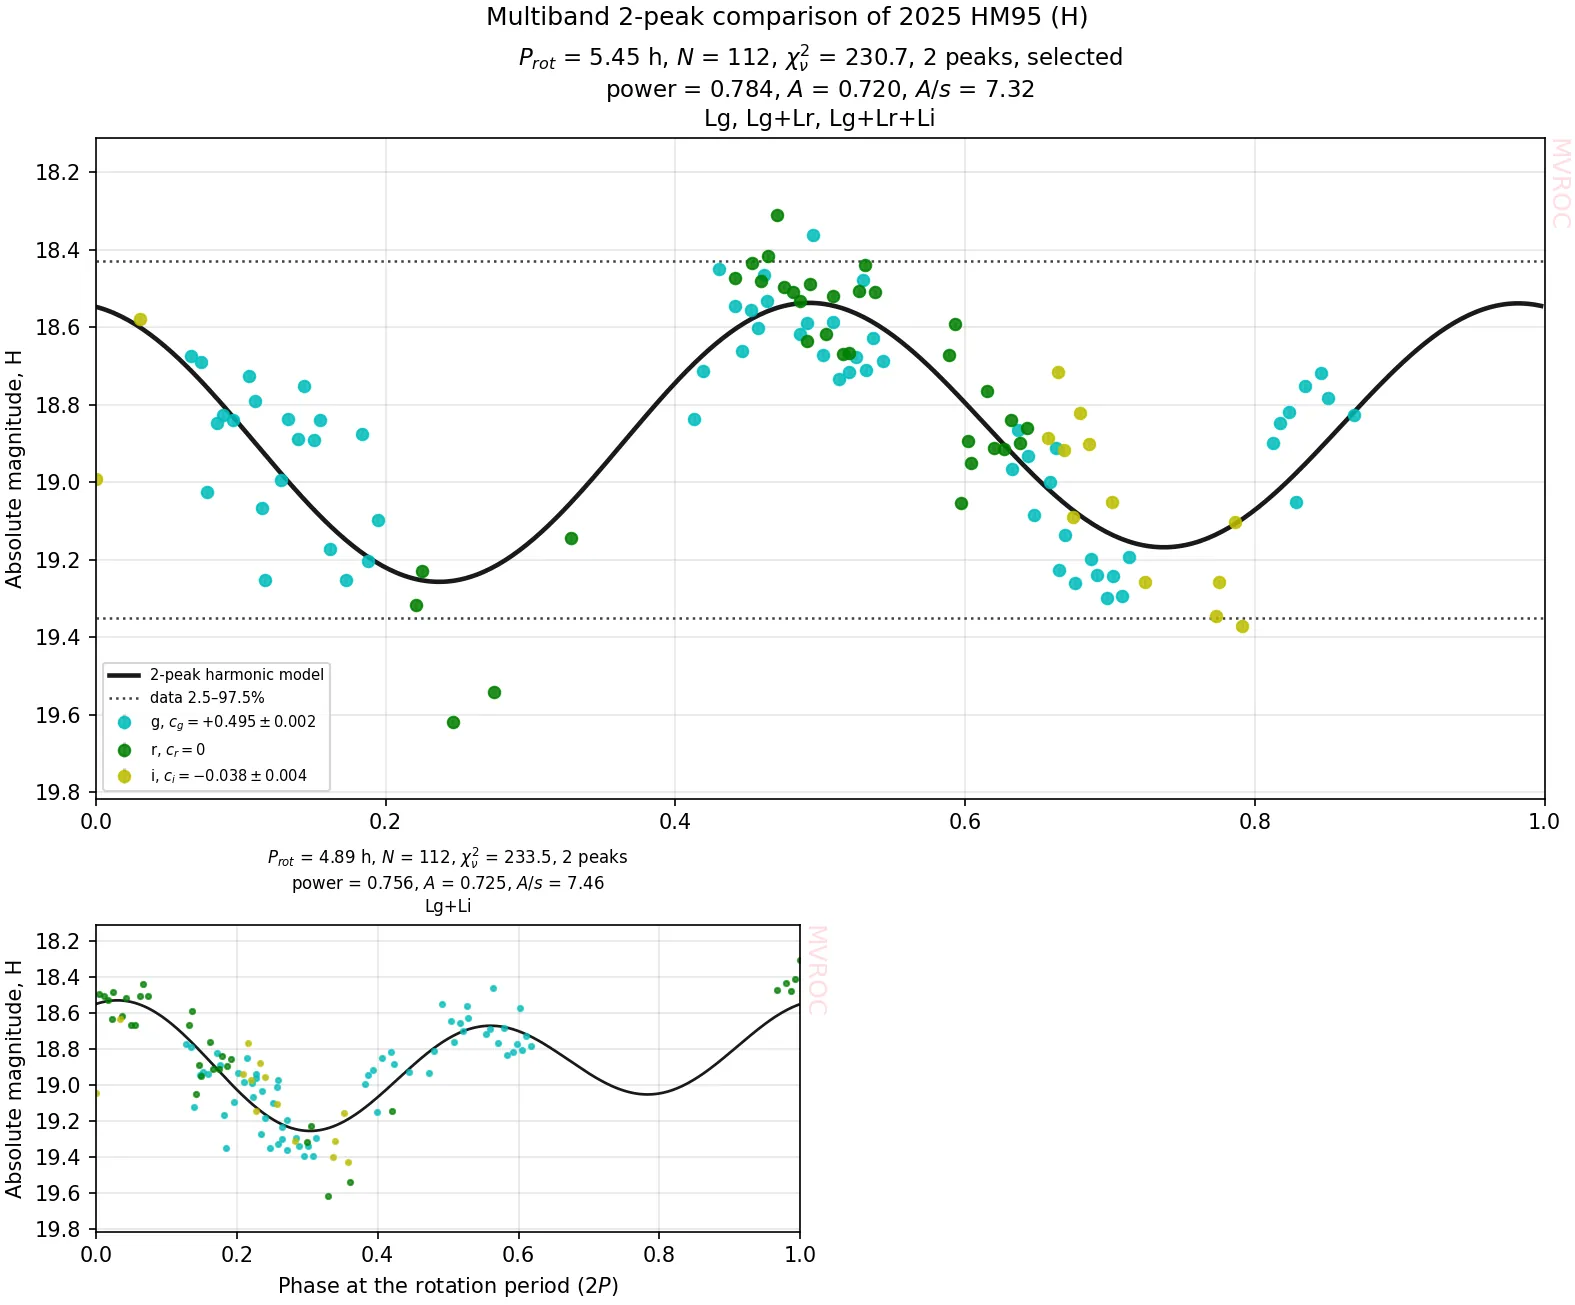 Multiband 2-peak comparison of 2025 HM95 (H)
P_rot = 5.45 h, N = 112, χ²_ν = 230.7, 2 peaks, selected
power = 0.784, A = 0.720, A/s = 7.32
Lg, Lg+Lr, Lg+Lr+Li
MVROC
Absolute magnitude, H
18.2
18.4
18.6
18.8
19.0
19.2
19.4
19.6
19.8
2-peak harmonic model
data 2.5–97.5%
g, c_g = +0.495 ± 0.002
r, c_r = 0
i, c_i = −0.038 ± 0.004
0.0 0.2 0.4 0.6 0.8 1.0
P_rot = 4.89 h, N = 112, χ²_ν = 233.5, 2 peaks
power = 0.756, A = 0.725, A/s = 7.46
Lg+Li
MVROC
Absolute magnitude, H
18.2
18.4
18.6
18.8
19.0
19.2
19.4
19.6
19.8
0.0 0.2 0.4 0.6 0.8 1.0
Phase at the rotation period (2P)